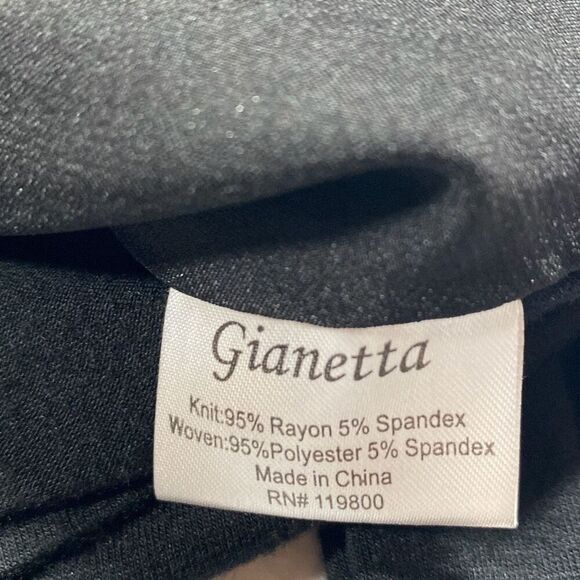 Gianetta
Knit:95% Rayon 5% Spandex
Woven:95%Polyester 5% Spandex
Made in China
RN# 119800